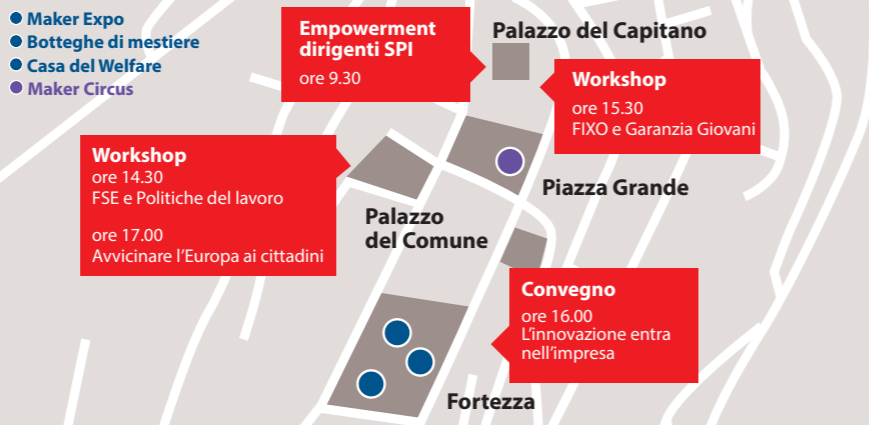 Maker Expo
Botteghe di mestiere
Casa del Welfare
Maker Circus
Empowerment
dirigenti SPI
ore 9.30
Palazzo del Capitano
Workshop
ore 15.30
FIXO e Garanzia Giovani
Workshop
ore 14.30
FSE e Politiche del lavoro
ore 17.00
Avvicinare l’Europa ai cittadini
Piazza Grande
Palazzo
del Comune
Convegno
ore 16.00
L’innovazione entra
nell’impresa
Fortezza